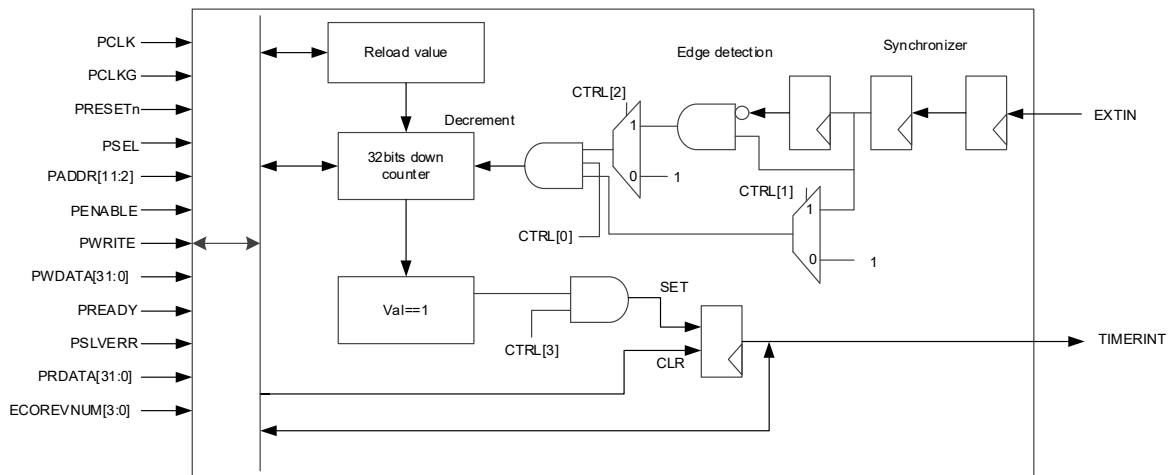 PCLK
PCLKG
PRESETn
PSEL
PADDR[11:2]
PENABLE
PWRITE
PWDATA[31:0]
PREADY
PSLVERR
PRDATA[31:0]
ECOREVNUM[3:0]
Reload value
Edge detection
Synchronizer
CTRL[2]
Decrement
1
EXTIN
32bits down
counter
0
1
CTRL[1]
1
CTRL[0]
0
1
Val==1
SET
CTRL[3]
CLR
TIMERINT